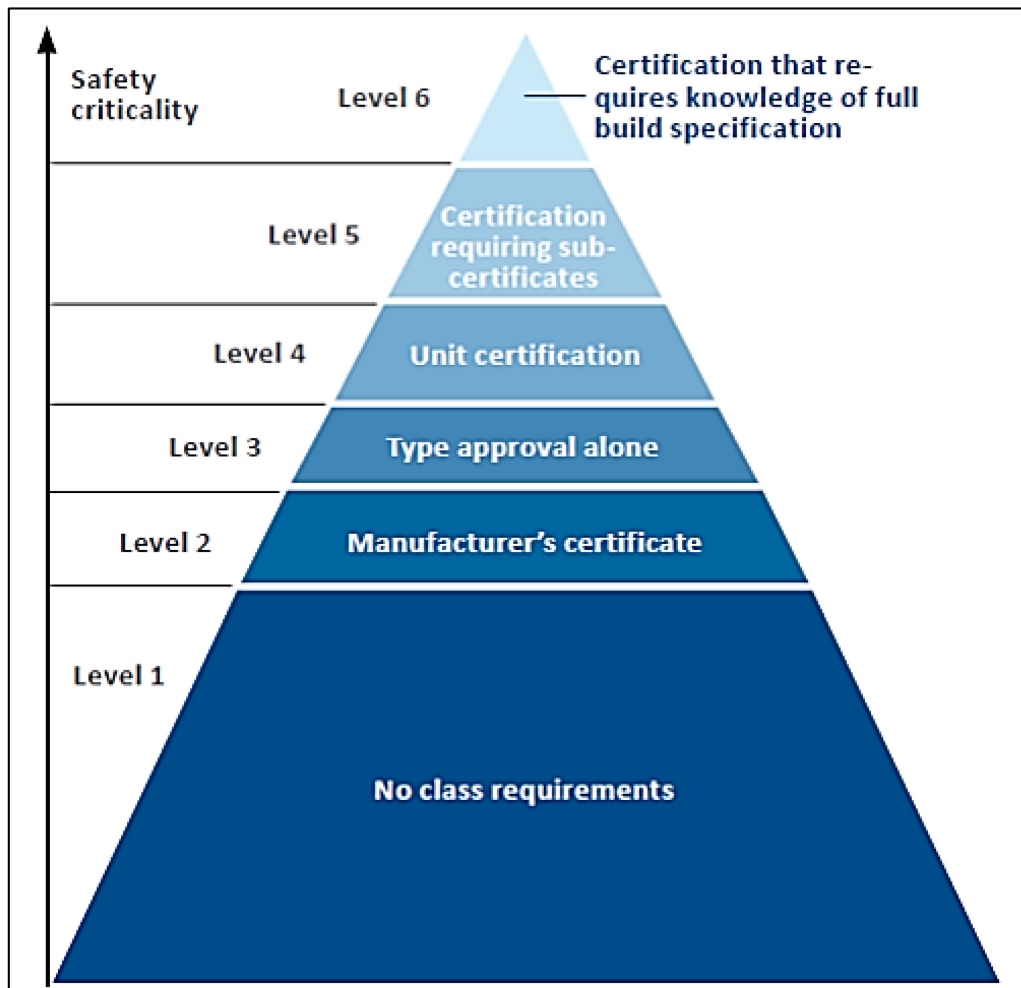 Safety
criticality
Level 6
Certification that re-
quires knowledge of full
build specification
Level 5
Certification
requiring sub-
certificates
Level 4
Unit certification
Level 3
Type approval alone
Level 2
Manufacturer’s certificate
Level 1
No class requirements